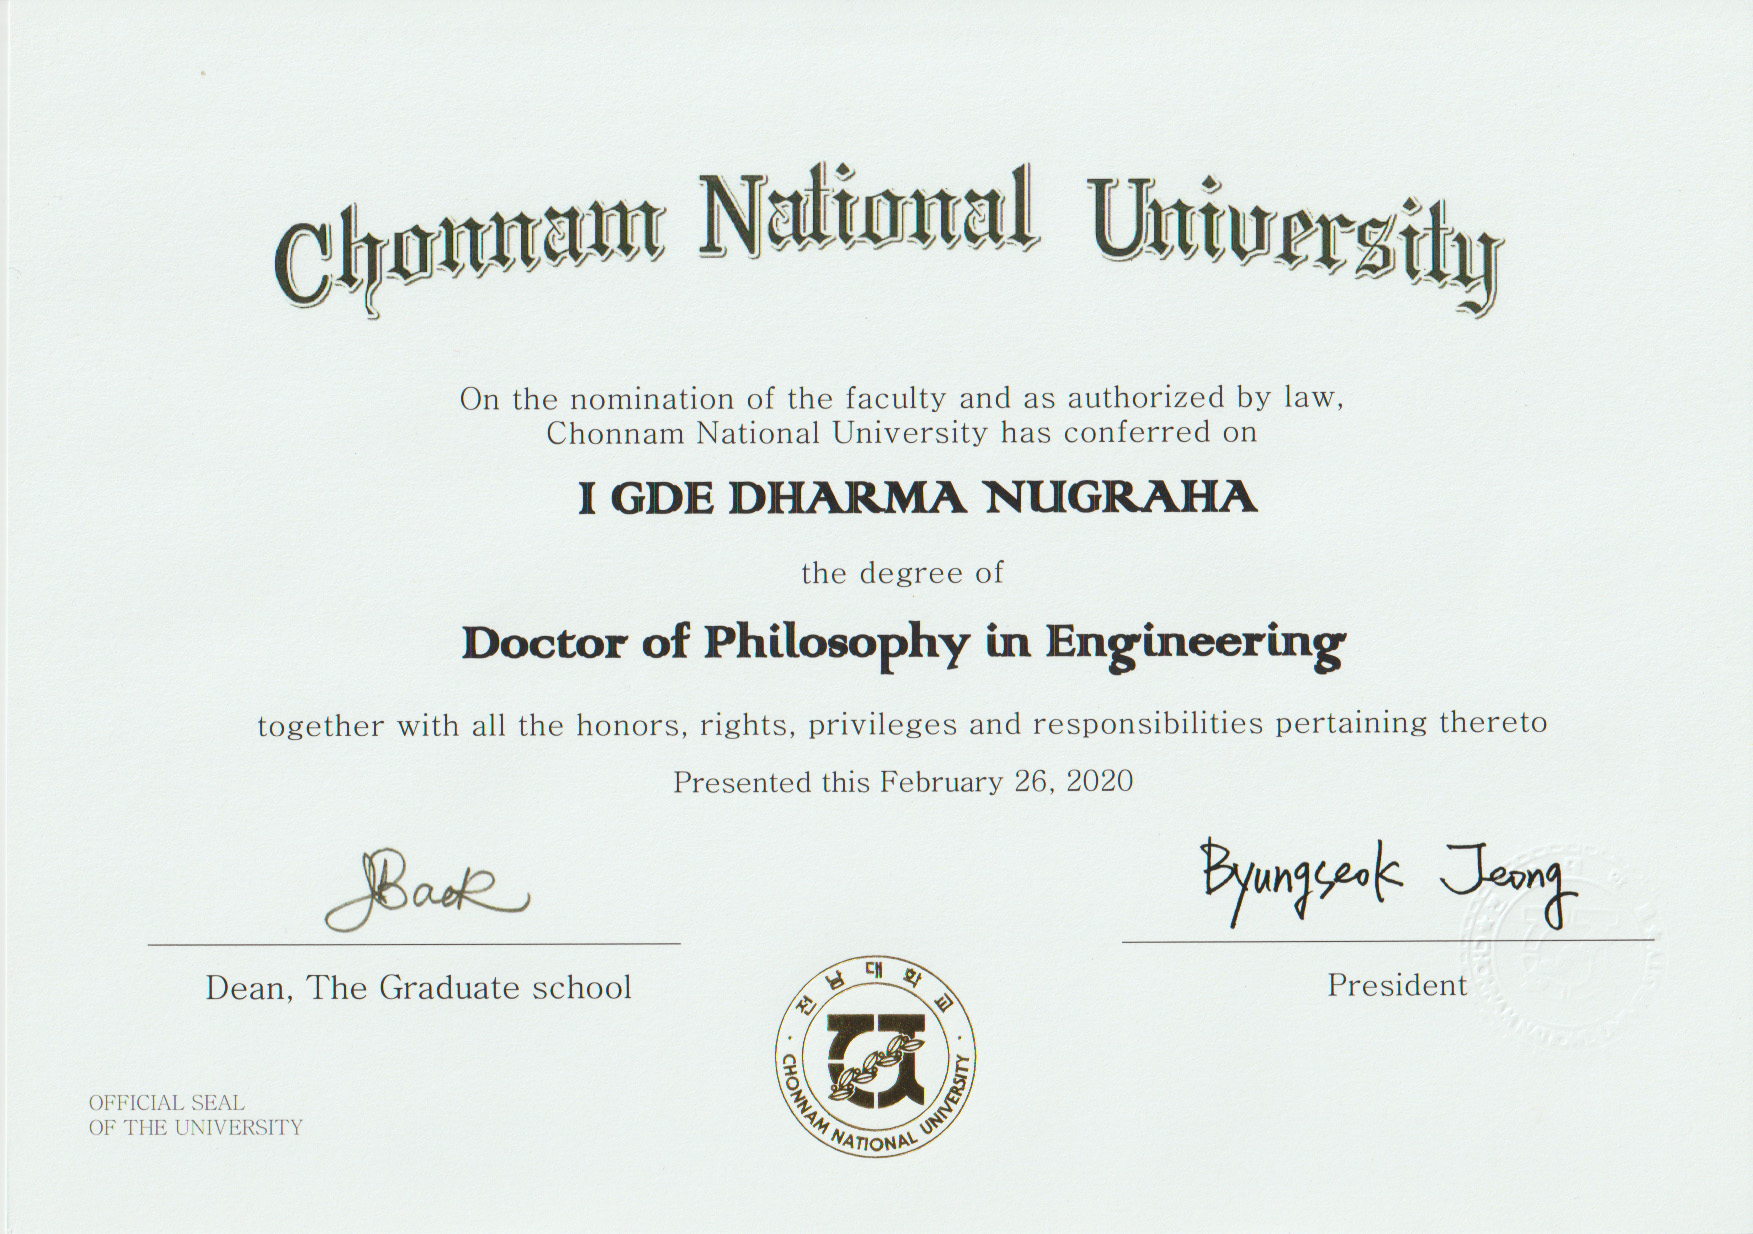 Chonnam National University
On the nomination of the faculty and as authorized by law,
Chonnam National University has conferred on
I GDE DHARMA NUGRAHA
the degree of
Doctor of Philosophy in Engineering
together with all the honors, rights, privileges and responsibilities pertaining thereto
Presented this February 26, 2020
JBaek
Byungseok Jeong
Dean, The Graduate school
President
전남대학교
CHONNAM NATIONAL UNIVERSITY
OFFICIAL SEAL
OF THE UNIVERSITY